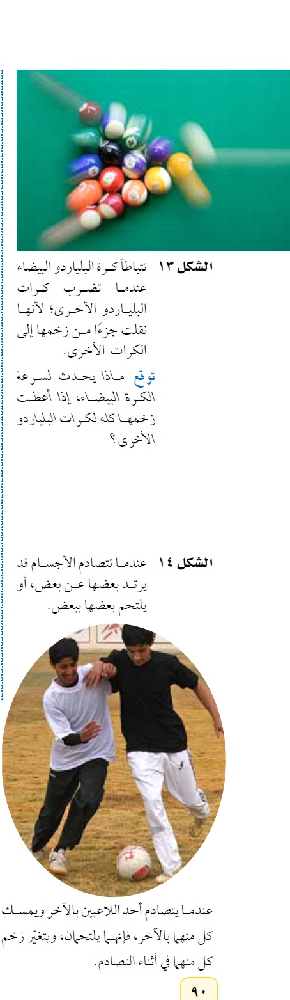 الشكل ١٣ تتباطأ كرة البلياردو البيضاء
عندما تضرب كرات
البلياردو الأخرى؛ لأنها
نقلت جزءًا من زخمها إلى
الكرات الأخرى.
توقع ماذا يحدث لسرعة
الكرة البيضاء، إذا أعطت
زخمها كله لكرات البلياردو
الأخرى؟
الشكل ١٤ عندما تتصادم الأجسام قد
يرتد بعضها عن بعض، أو
يلتحم بعضها ببعض.
عندما يتصادم أحد اللاعبين بالآخر ويمسك
كل منهما بالآخر، فإنهما يلتحمان، ويتغيّر زخم
كل منهما في أثناء التصادم.
٩٠